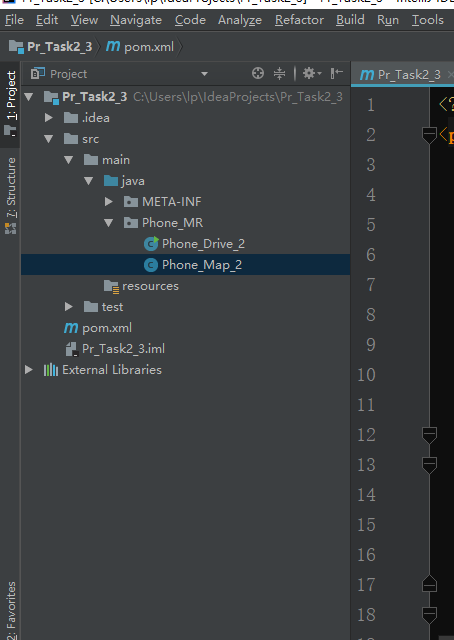 File Edit View Navigate Code Analyze Refactor Build Run Tools
Pr_Task2_3 pom.xml
Project
Pr_Task2_3
1: Project
7: Structure
2: Favorites
Pr_Task2_3 C:\Users\lp\IdeaProjects\Pr_Task2_3
.idea
src
main
java
META-INF
Phone_MR
Phone_Drive_2
Phone_Map_2
resources
test
pom.xml
Pr_Task2_3.iml
External Libraries
1 <?
2 <p
3
4
5
6
7
8
9
10
11
12
13
14
15
16
17
18